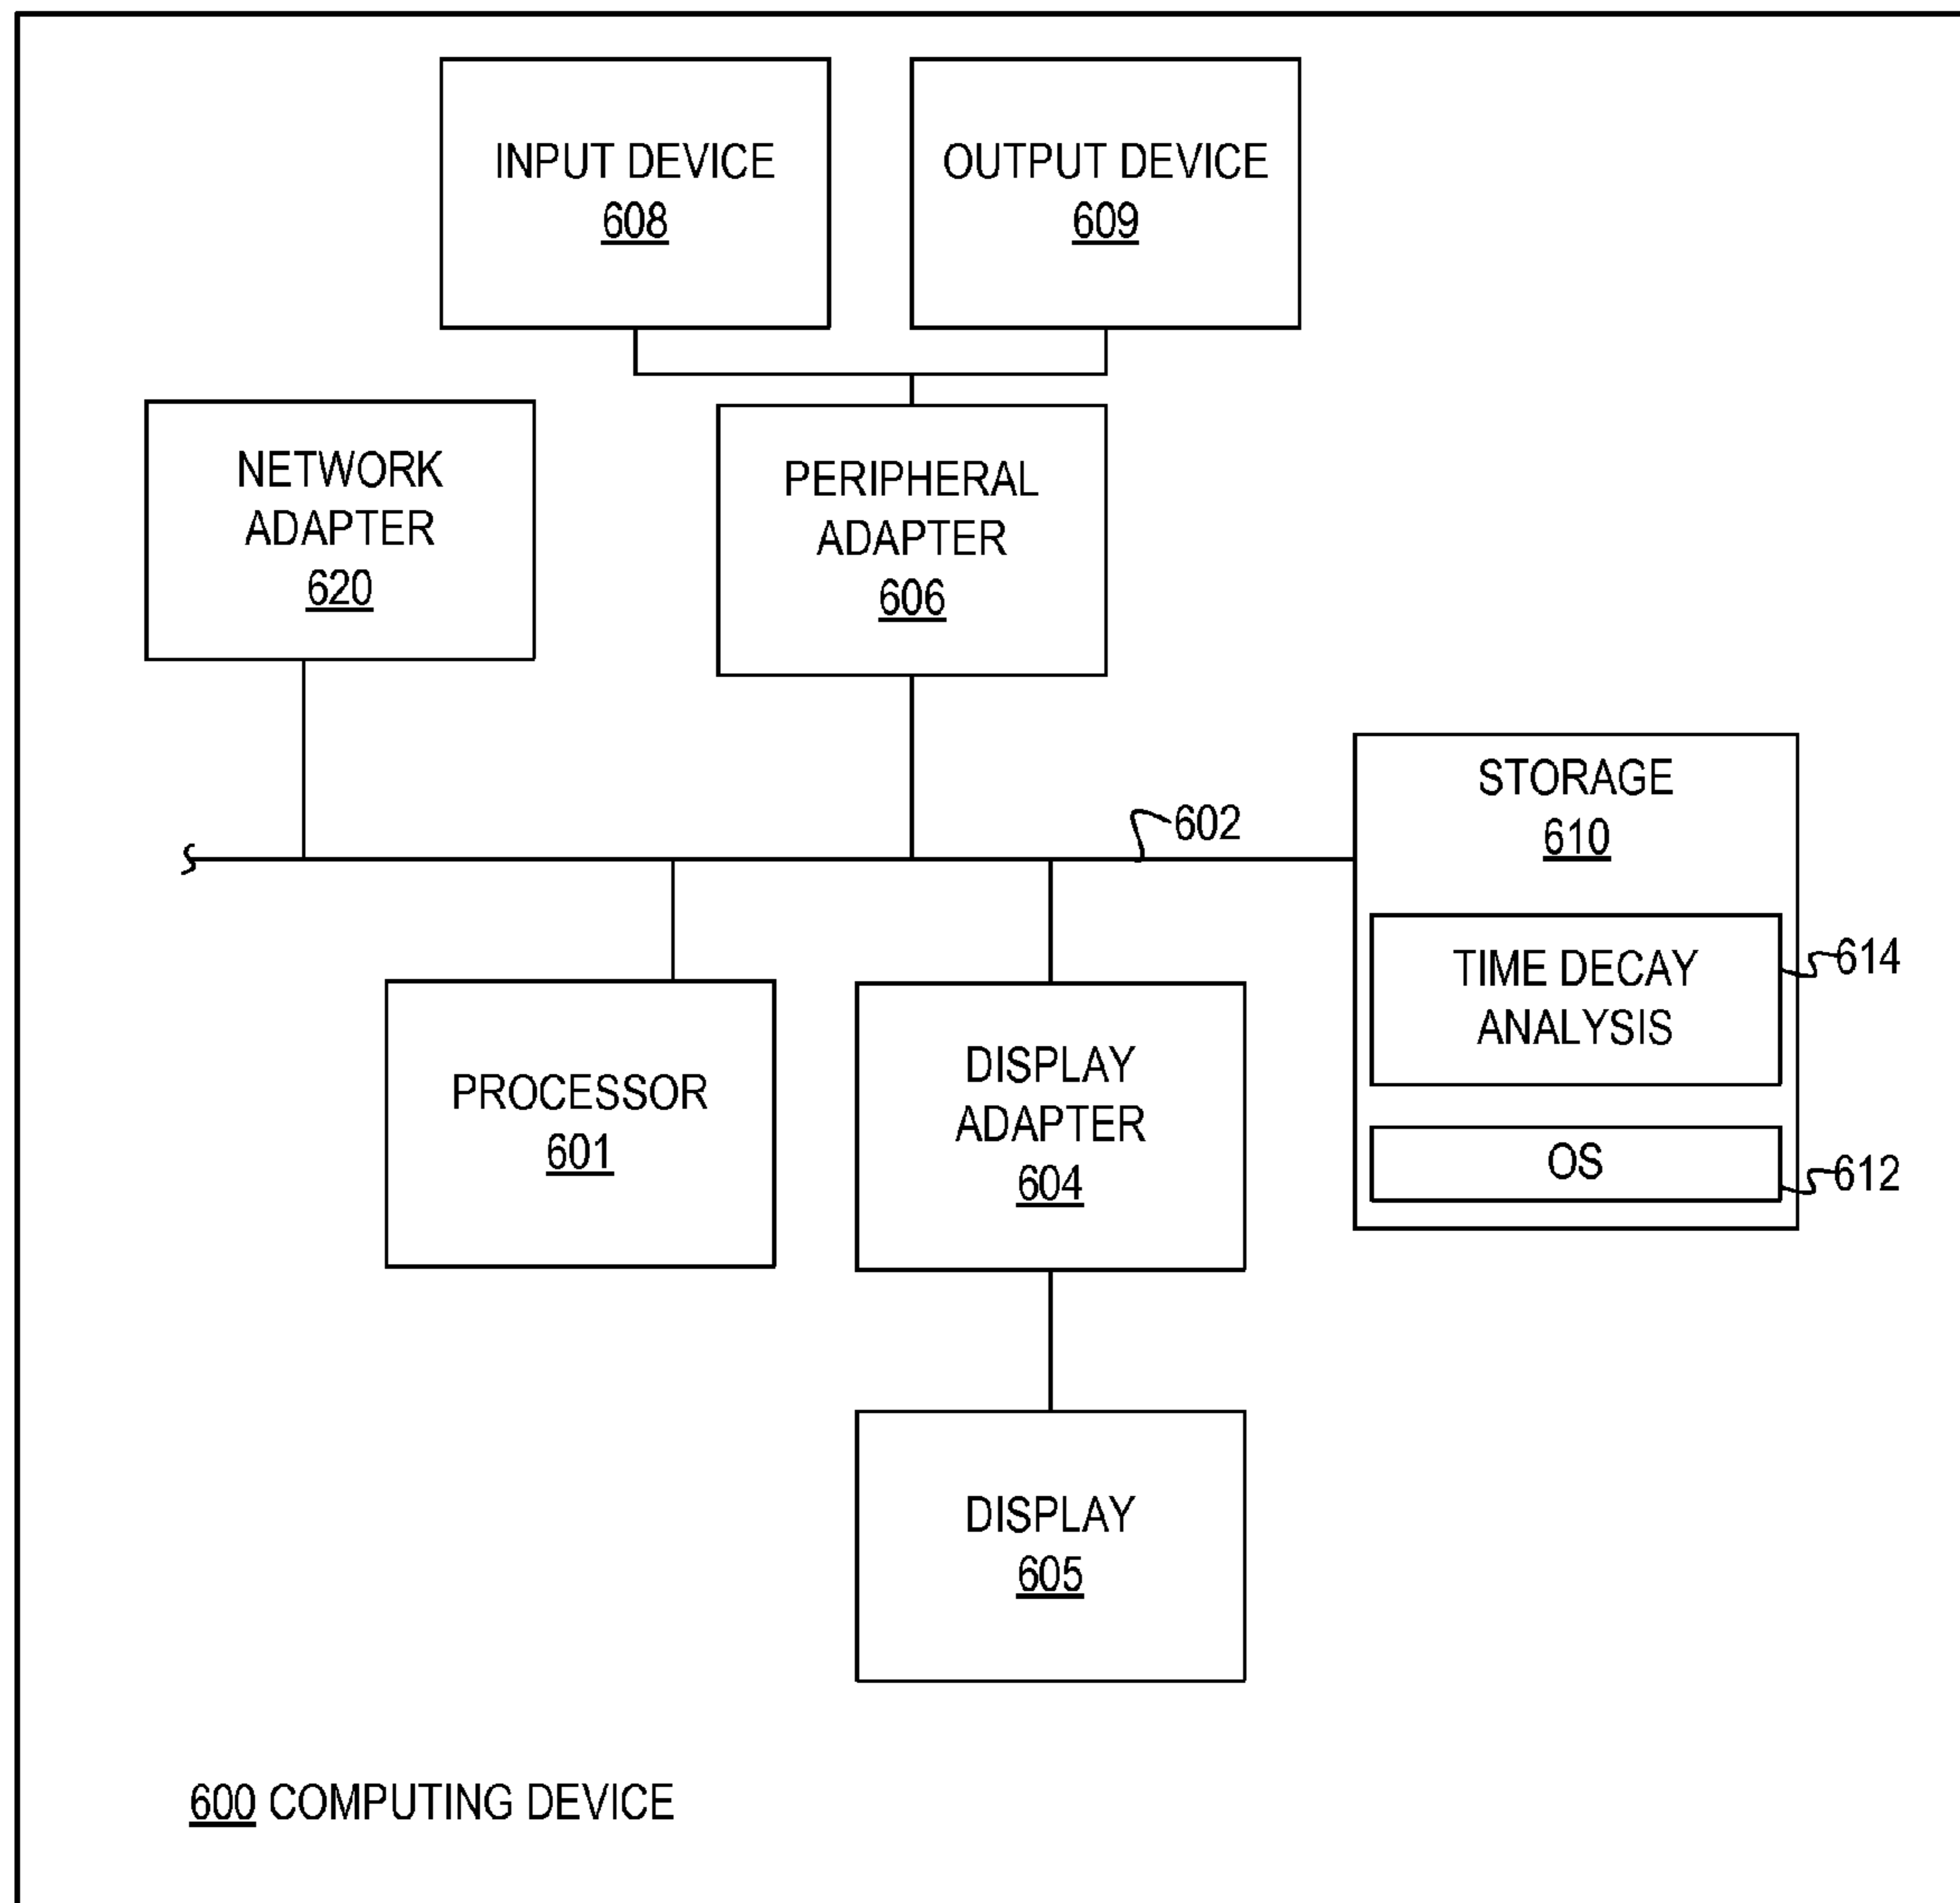 INPUT DEVICE
608
OUTPUT DEVICE
609
NETWORK
ADAPTER
620
PERIPHERAL
ADAPTER
606
602
STORAGE
610
TIME DECAY
ANALYSIS
614
OS
612
PROCESSOR
601
DISPLAY
ADAPTER
604
DISPLAY
605
600 COMPUTING DEVICE